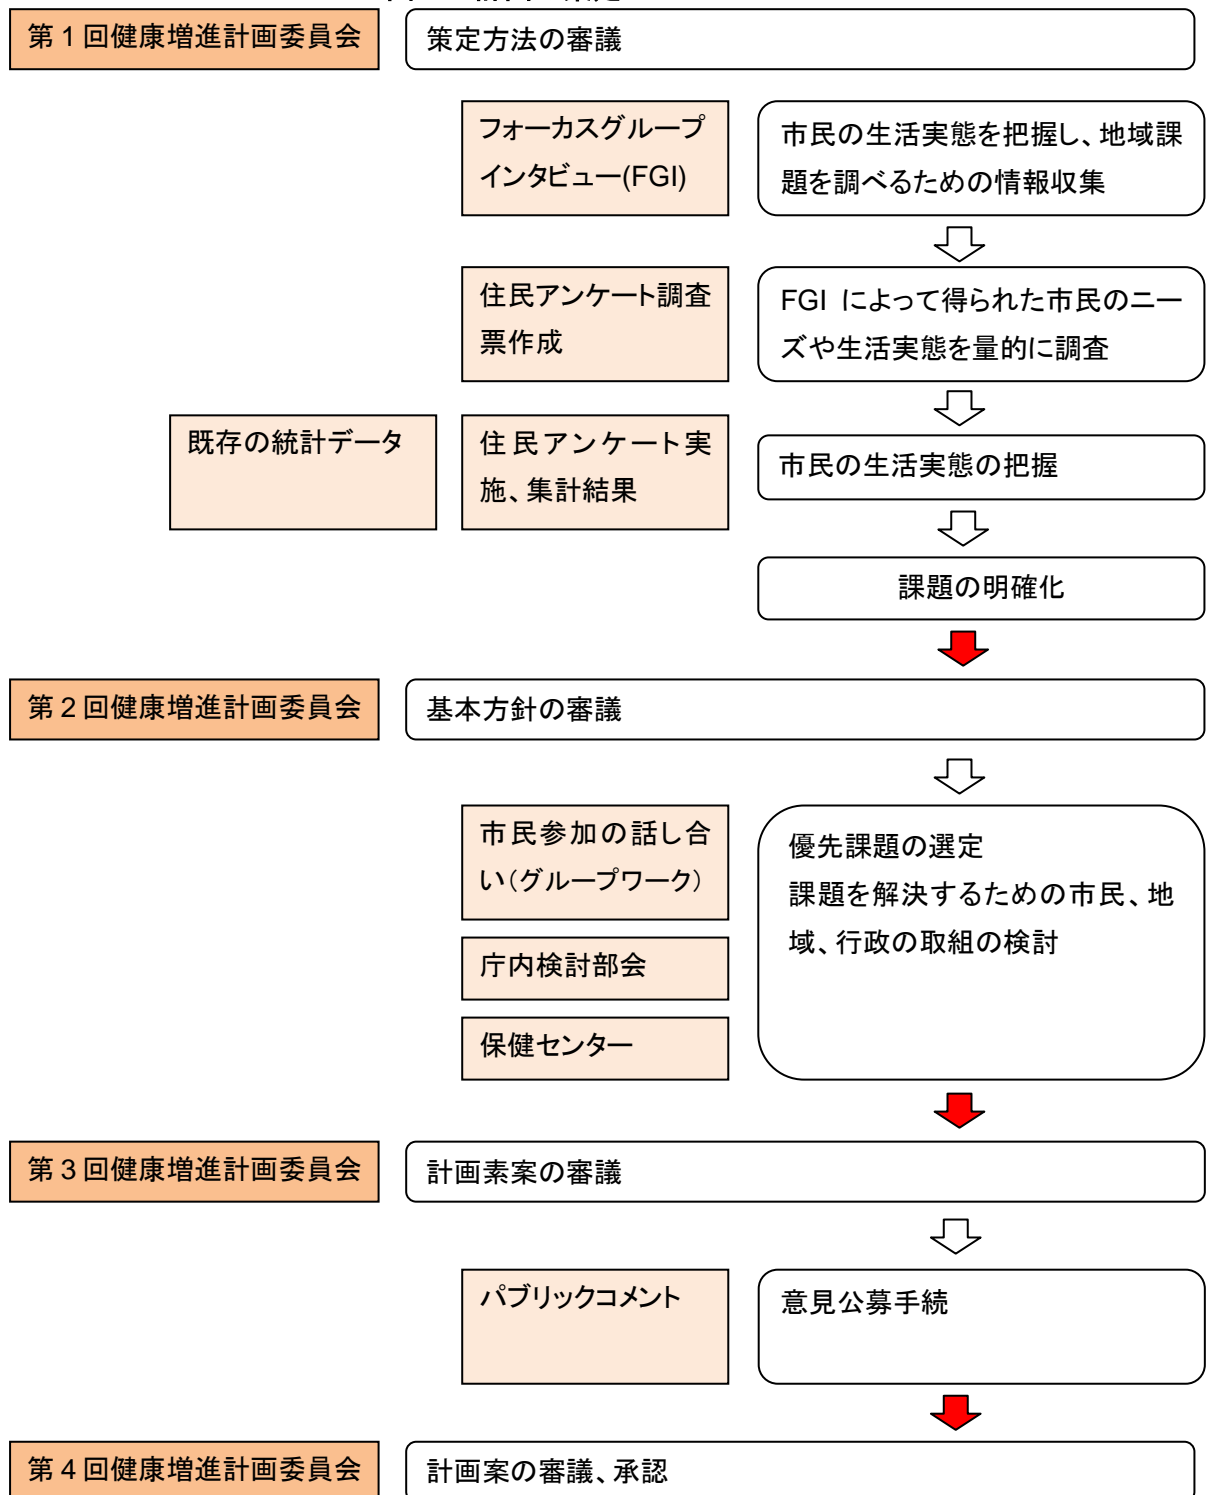 第１回健康増進計画委員会
策定方法の審議
フォーカスグループ
インタビュー(FGI)
市民の生活実態を把握し、地域課
題を調べるための情報収集
住民アンケート調査
票作成
FGI によって得られた市民のニー
ズや生活実態を量的に調査
既存の統計データ
住民アンケート実
施、集計結果
市民の生活実態の把握
課題の明確化
第２回健康増進計画委員会
基本方針の審議
市民参加の話し合
い（グループワーク）
庁内検討部会
保健センター
優先課題の選定
課題を解決するための市民、地
域、行政の取組の検討
第３回健康増進計画委員会
計画素案の審議
パブリックコメント
意見公募手続
第４回健康増進計画委員会
計画案の審議、承認